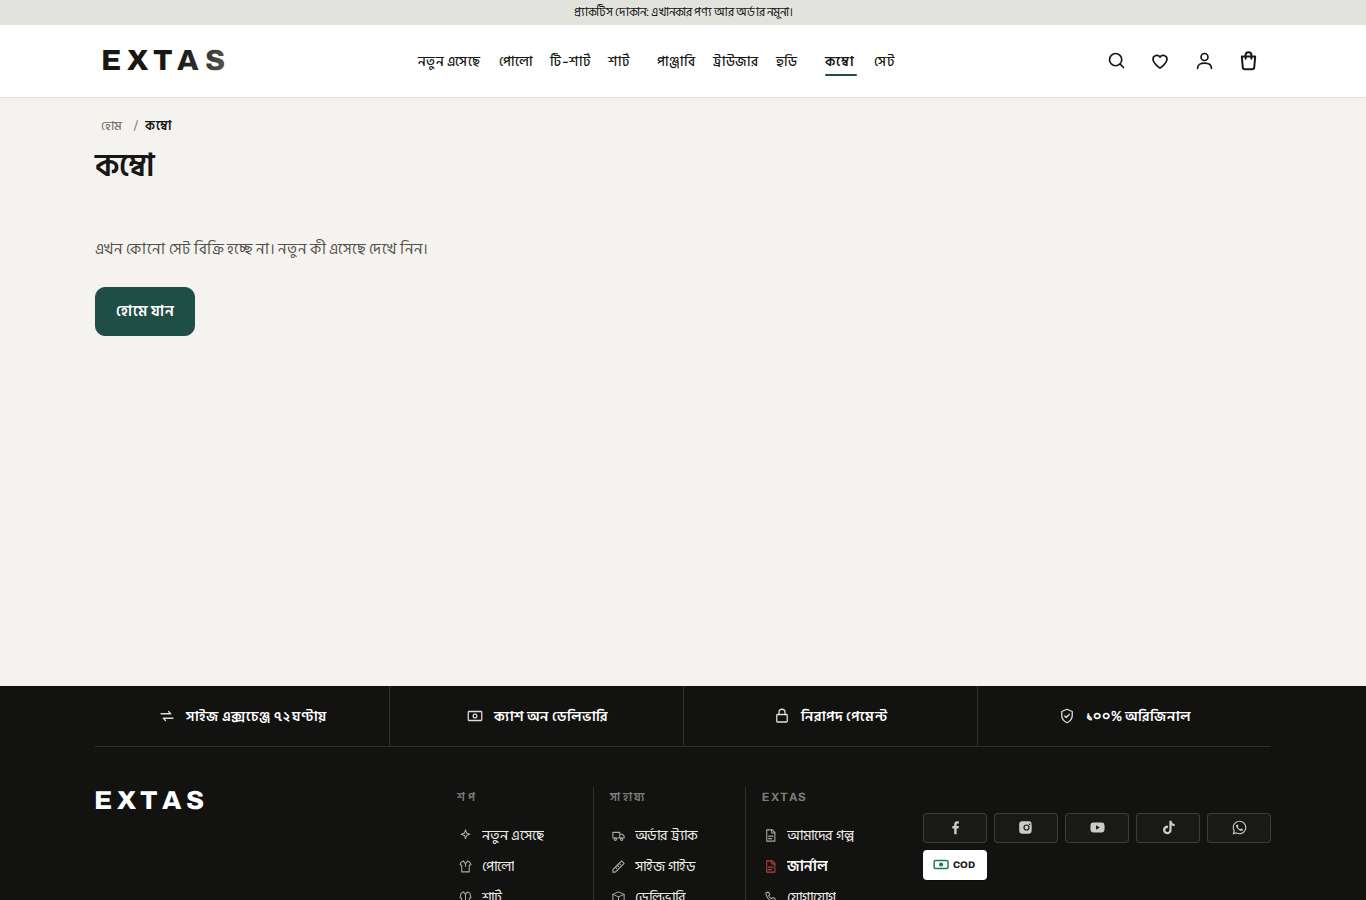 প্র্যাকটিস দোকান: এখানকার পণ্য আর অর্ডার নমুনা।
EXTAS
নতুন এসেছে পোলো টি-শার্ট শার্ট পাঞ্জাবি ট্রাউজার হুডি কম্বো সেট
হোম / কম্বো
কম্বো
এখন কোনো সেট বিক্রি হচ্ছে না। নতুন কী এসেছে দেখে নিন।
হোমে যান
সাইজ এক্সচেঞ্জ ৭২ ঘণ্টায়
ক্যাশ অন ডেলিভারি
নিরাপদ পেমেন্ট
১০০% অরিজিনাল
EXTAS
শপ
নতুন এসেছে
পোলো
শার্ট
সাহায্য
অর্ডার ট্র্যাক
সাইজ গাইড
ডেলিভারি
EXTAS
আমাদের গল্প
জার্নাল
যোগাযোগ
COD